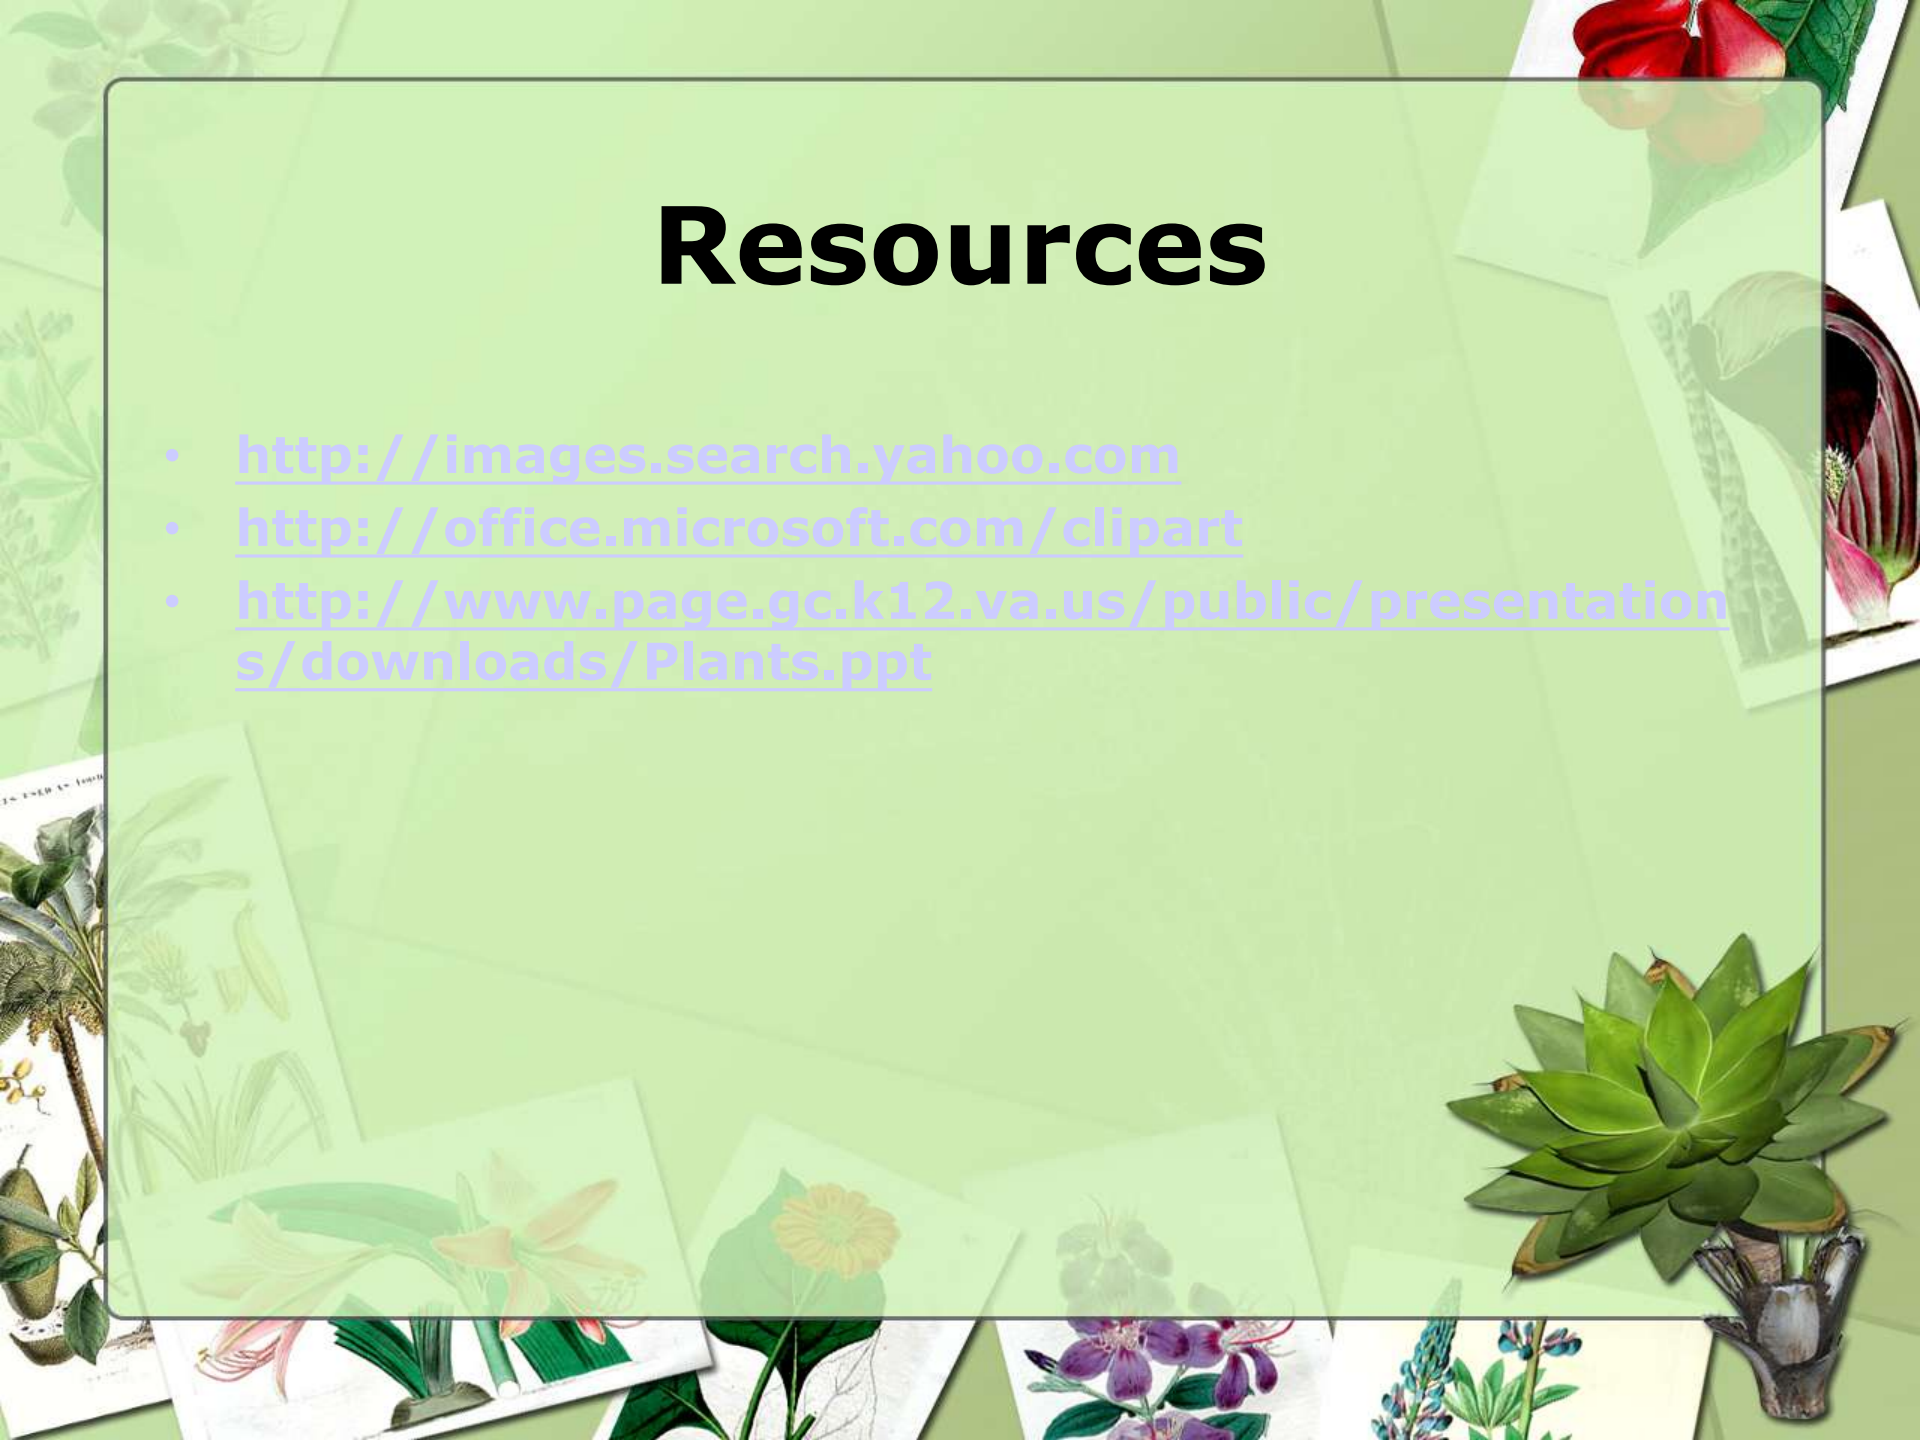 Resources
• http://images.search.yahoo.com
• http://office.microsoft.com/clipart
• http://www.page.gc.k12.va.us/public/presentation
s/downloads/Plants.ppt